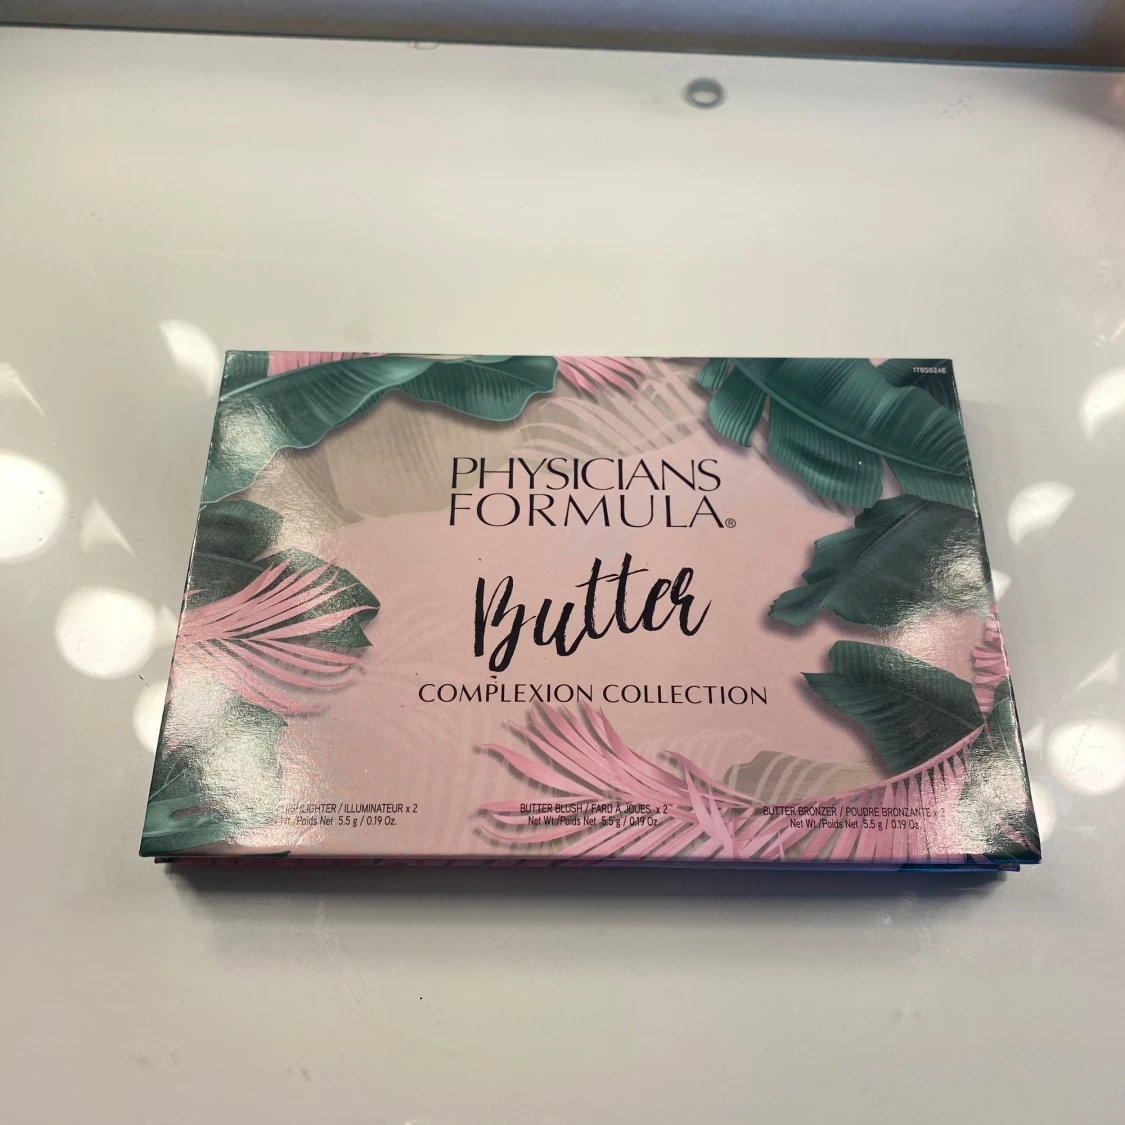 1780024E
PHYSICIANS
FORMULA®
Butter
COMPLEXION COLLECTION
HIGHLIGHTER / ILLUMINATEUR x 2
Wt./Poids Net 5.5 g / 0.19 Oz.
BUTTER BLUSH / FARD À JOUES x 2
Net Wt./Poids Net 5.5 g / 0.19 Oz.
BUTTER BRONZER / POUDRE BRONZANTE x 2
Net Wt./Poids Net 5.5 g / 0.19 Oz.